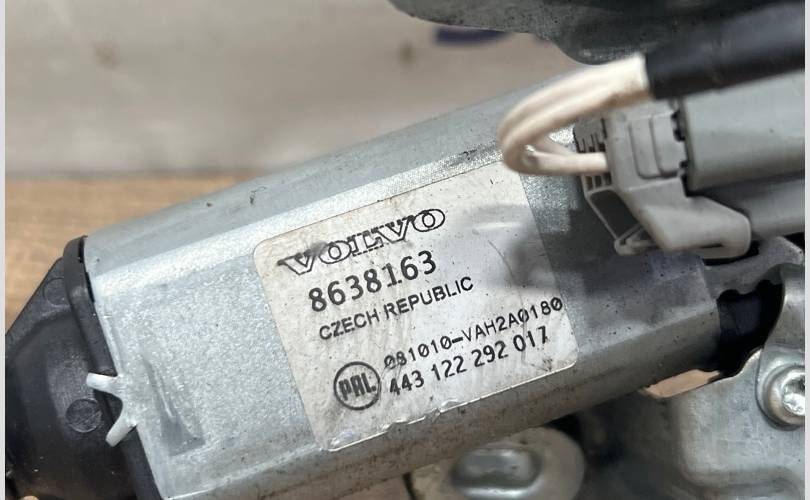 VOLVO
8638163
CZECH REPUBLIC
081010-VAH2A0180
PAL
443 122 292 017